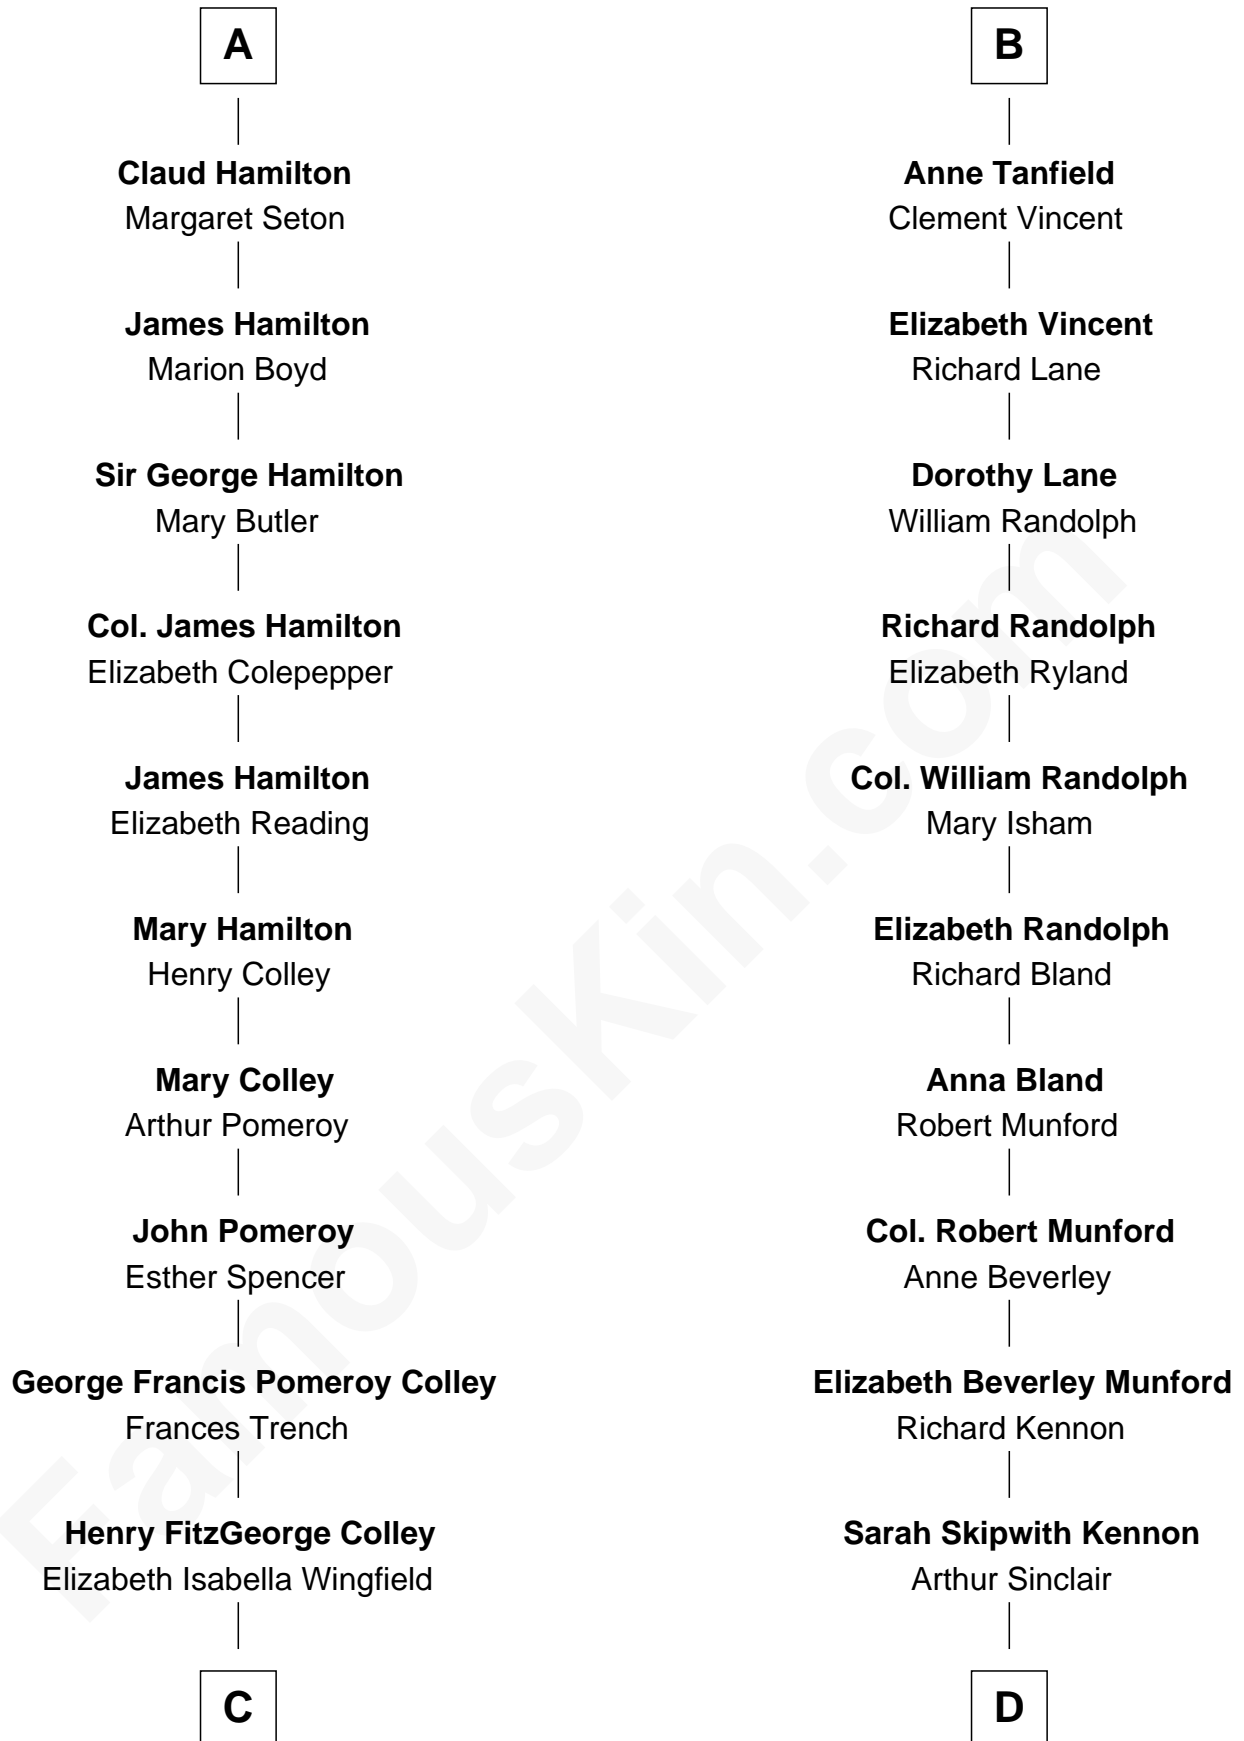 A
Claud Hamilton
Margaret Seton
James Hamilton
Marion Boyd
Sir George Hamilton
Mary Butler
Col. James Hamilton
Elizabeth Colepepper
James Hamilton
Elizabeth Reading
Mary Hamilton
Henry Colley
Mary Colley
Arthur Pomeroy
John Pomeroy
Esther Spencer
George Francis Pomeroy Colley
Frances Trench
Henry FitzGeorge Colley
Elizabeth Isabella Wingfield
C
B
Anne Tanfield
Clement Vincent
Elizabeth Vincent
Richard Lane
Dorothy Lane
William Randolph
Richard Randolph
Elizabeth Ryland
Col. William Randolph
Mary Isham
Elizabeth Randolph
Richard Bland
Anna Bland
Robert Munford
Col. Robert Munford
Anne Beverley
Elizabeth Beverley Munford
Richard Kennon
Sarah Skipwith Kennon
Arthur Sinclair
D
FamousKin.com